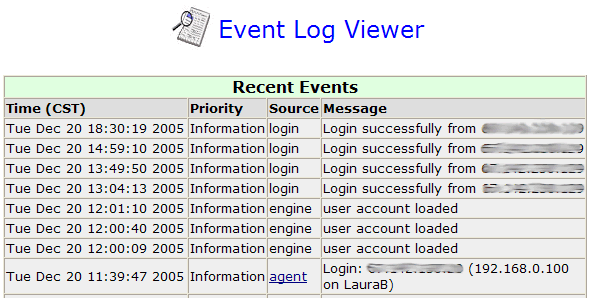 Event Log Viewer
Recent Events
Time (CST) Priority Source Message
Tue Dec 20 18:30:19 2005 Information login Login successfully from
Tue Dec 20 14:59:10 2005 Information login Login successfully from
Tue Dec 20 13:49:50 2005 Information login Login successfully from
Tue Dec 20 13:04:13 2005 Information login Login successfully from
Tue Dec 20 12:01:10 2005 Information engine user account loaded
Tue Dec 20 12:00:40 2005 Information engine user account loaded
Tue Dec 20 12:00:09 2005 Information engine user account loaded
Tue Dec 20 11:39:47 2005 Information agent Login: (192.168.0.100
on LauraB)